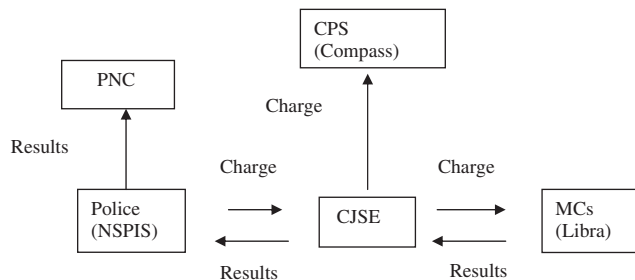 CPS
(Compass)
PNC
Charge
Results
Charge
Charge
Police
(NSPIS)
CJSE
MCs
(Libra)
Results
Results